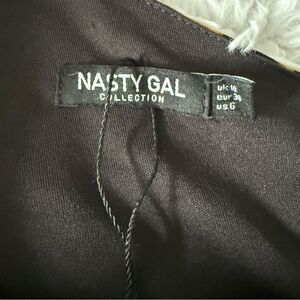 NASTY GAL
COLLECTION
uk 10
eur 38
us 6